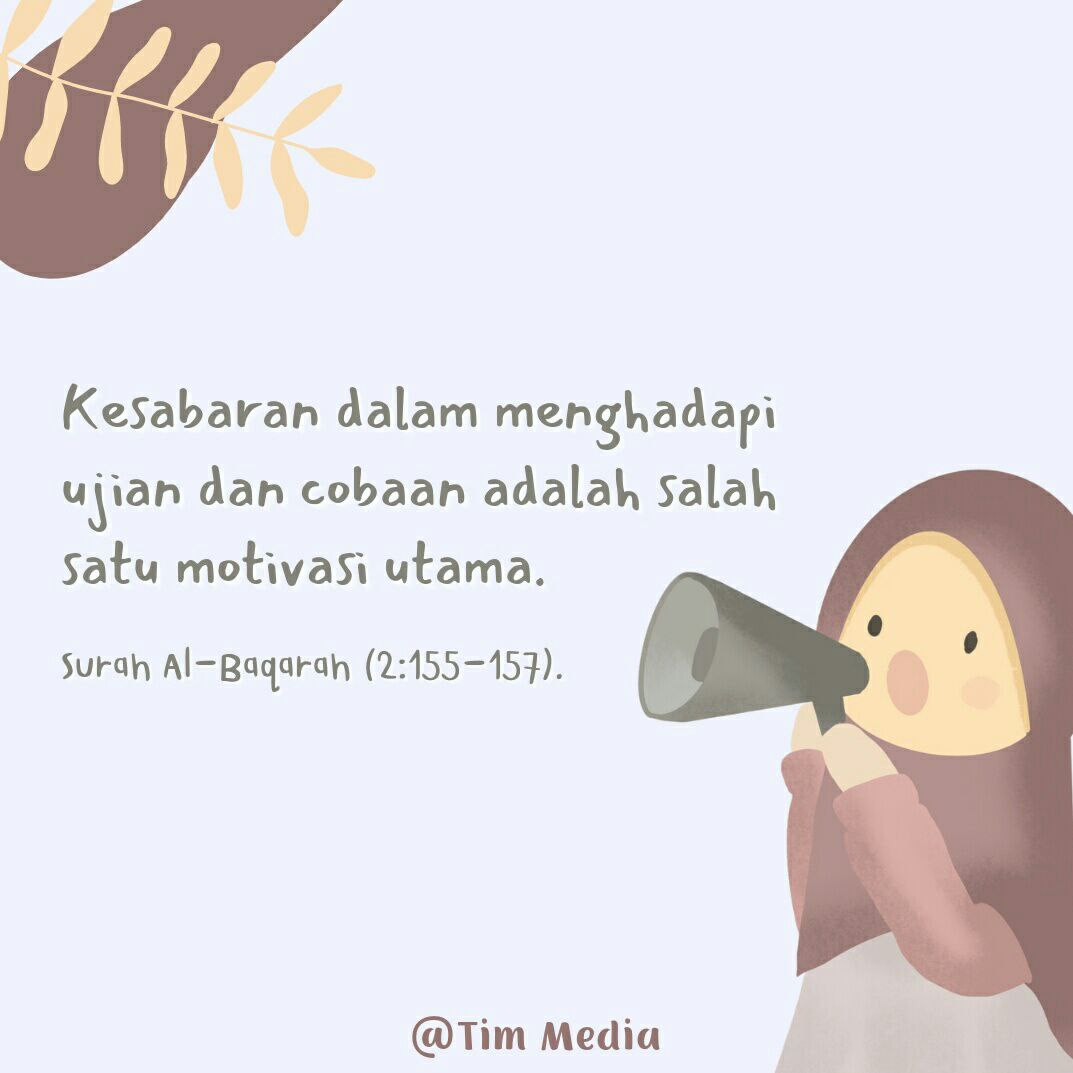 Kesabaran dalam menghadapi
ujian dan cobaan adalah salah
satu motivasi utama.
Surah Al-Baqarah (2:155-157).
@Tim Media